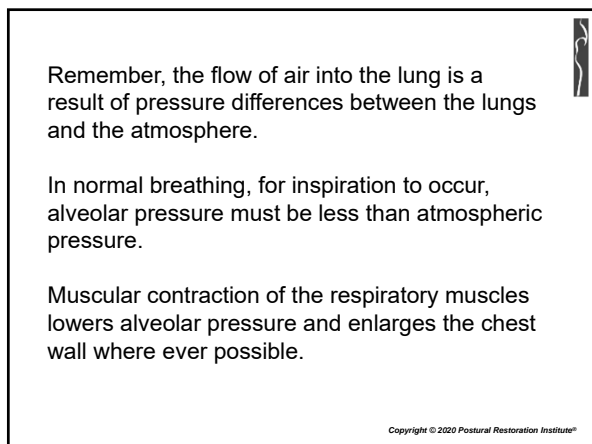 Remember, the flow of air into the lung is a
result of pressure differences between the lungs
and the atmosphere.
In normal breathing, for inspiration to occur,
alveolar pressure must be less than atmospheric
pressure.
Muscular contraction of the respiratory muscles
lowers alveolar pressure and enlarges the chest
wall where ever possible.
Copyright © 2020 Postural Restoration Institute®